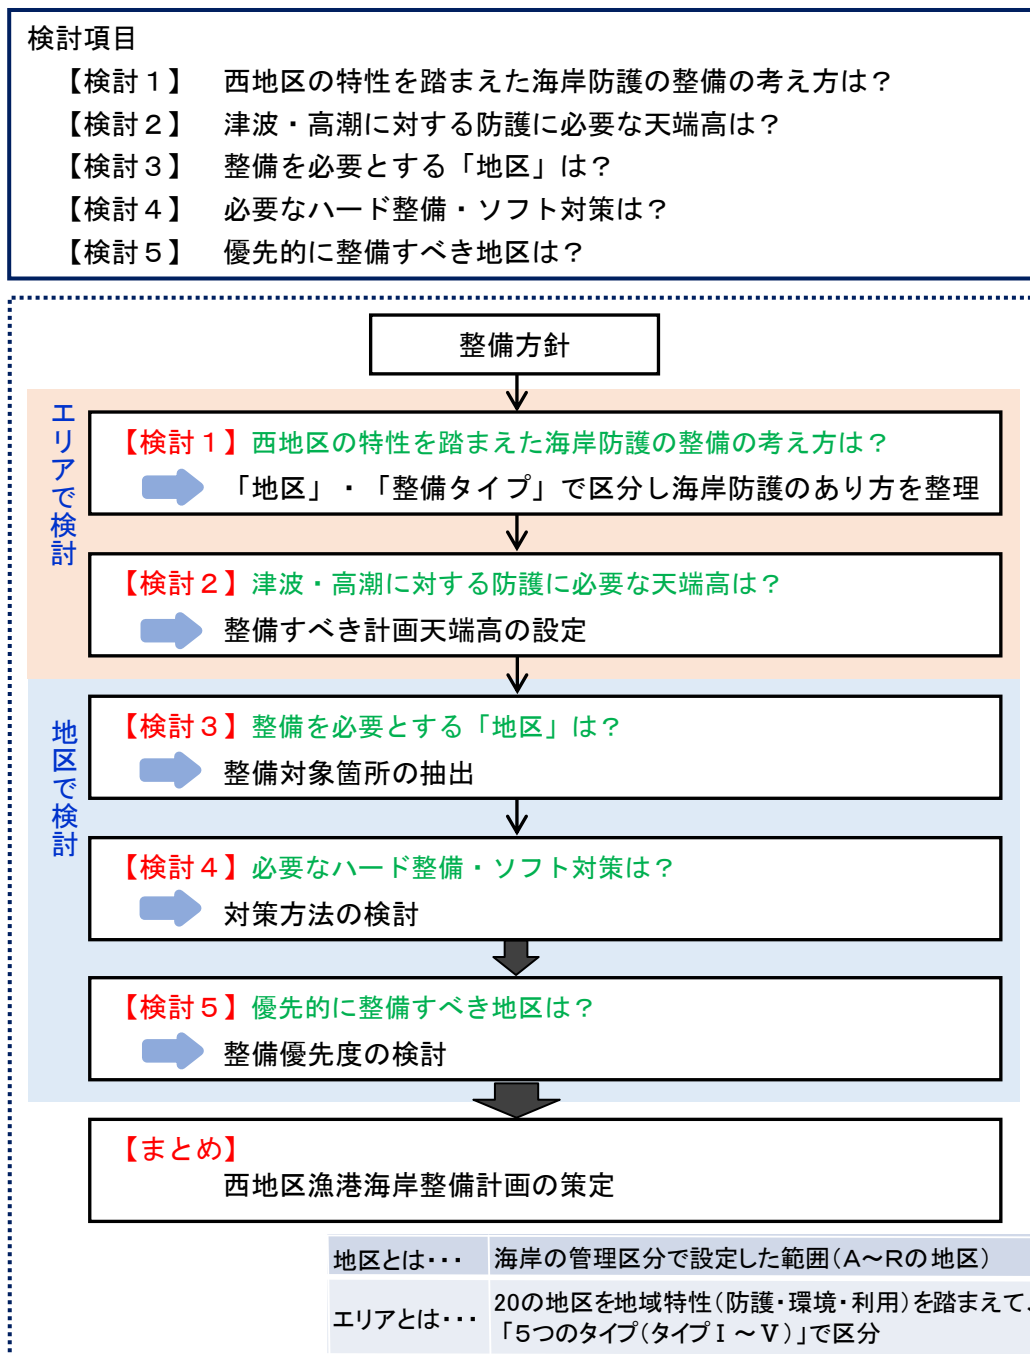 検討項目
【検討１】 西地区の特性を踏まえた海岸防護の整備の考え方は？
【検討２】 津波・高潮に対する防護に必要な天端高は？
【検討３】 整備を必要とする「地区」は？
【検討４】 必要なハード整備・ソフト対策は？
【検討５】 優先的に整備すべき地区は？
整備方針
エリアで検討
【検討１】西地区の特性を踏まえた海岸防護の整備の考え方は？
「地区」・「整備タイプ」で区分し海岸防護のあり方を整理
【検討２】津波・高潮に対する防護に必要な天端高は？
整備すべき計画天端高の設定
地区で検討
【検討３】整備を必要とする「地区」は？
整備対象箇所の抽出
【検討４】必要なハード整備・ソフト対策は？
対策方法の検討
【検討５】優先的に整備すべき地区は？
整備優先度の検討
【まとめ】
西地区漁港海岸整備計画の策定
地区とは・・・ 海岸の管理区分で設定した範囲（A～Rの地区）
エリアとは・・・ 20の地区を地域特性（防護・環境・利用）を踏まえて、
「5つのタイプ（タイプⅠ～Ⅴ）」で区分